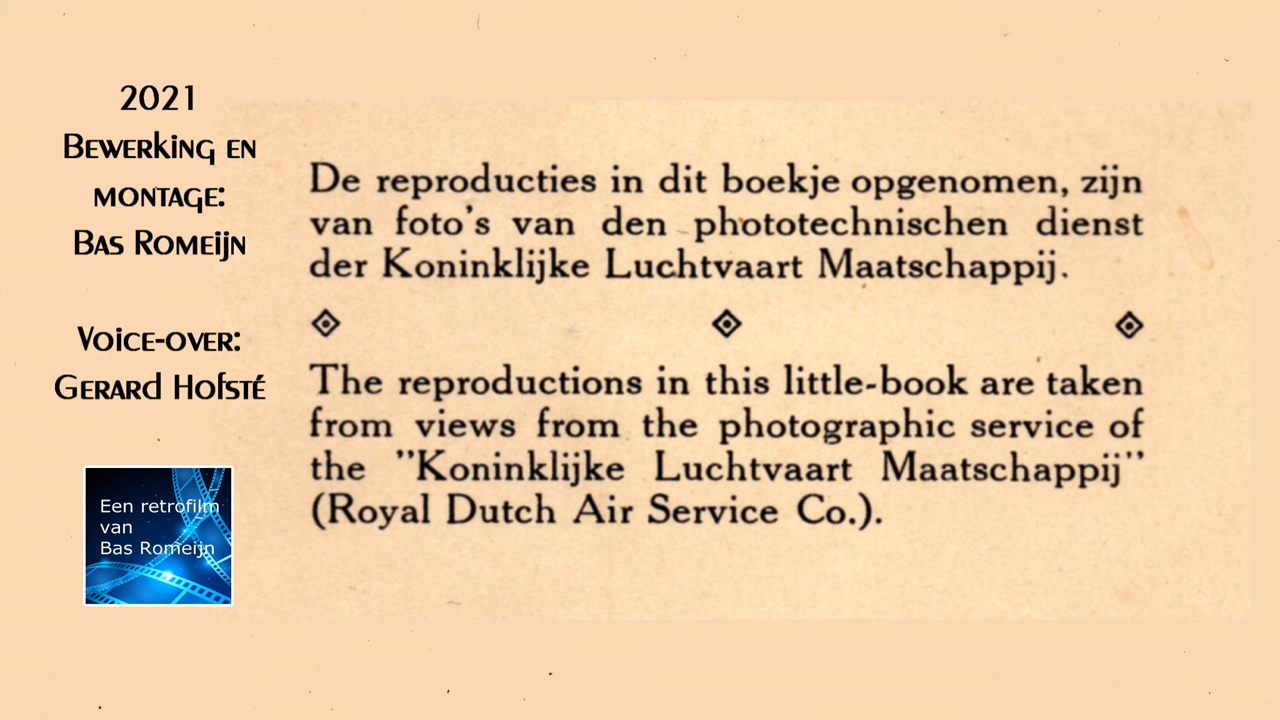 2021
Bewerking en
montage:
Bas Romeijn
Voice-over:
Gerard Hofsté
Een retrofilm
van
Bas Romeijn
De reproducties in dit boekje opgenomen, zijn
van foto's van den phototechnischen dienst
der Koninklijke Luchtvaart Maatschappij.
The reproductions in this little-book are taken
from views from the photographic service of
the "Koninklijke Luchtvaart Maatschappij"
(Royal Dutch Air Service Co.).